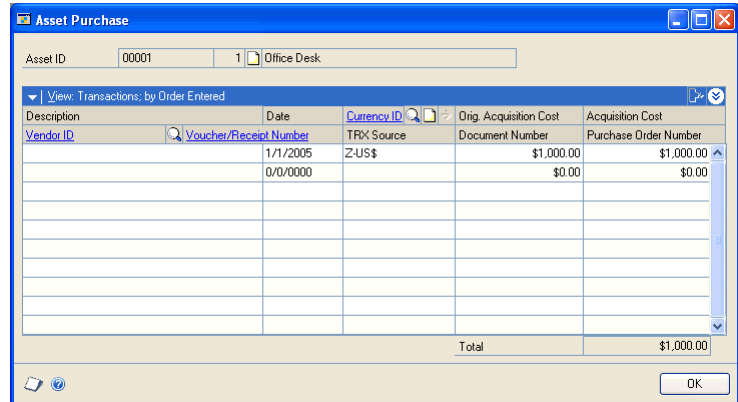 Asset Purchase
Asset ID 00001 1 Office Desk
View: Transactions; by Order Entered
Description Date Currency ID Orig. Acquisition Cost Acquisition Cost
Vendor ID Voucher/Receipt Number TRX Source Document Number Purchase Order Number
1/1/2005 Z-US$ $1,000.00 $1,000.00
0/0/0000 $0.00 $0.00
Total $1,000.00
OK